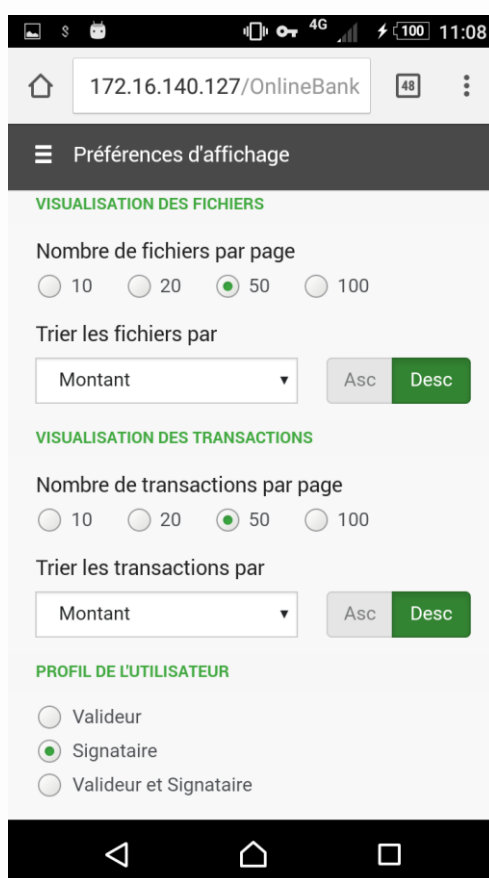 4G 100 11:08
172.16.140.127/OnlineBank 48
Préférences d'affichage
VISUALISATION DES FICHIERS
Nombre de fichiers par page
10 20 50 100
Trier les fichiers par
Montant Asc Desc
VISUALISATION DES TRANSACTIONS
Nombre de transactions par page
10 20 50 100
Trier les transactions par
Montant Asc Desc
PROFIL DE L'UTILISATEUR
Valideur
Signataire
Valideur et Signataire